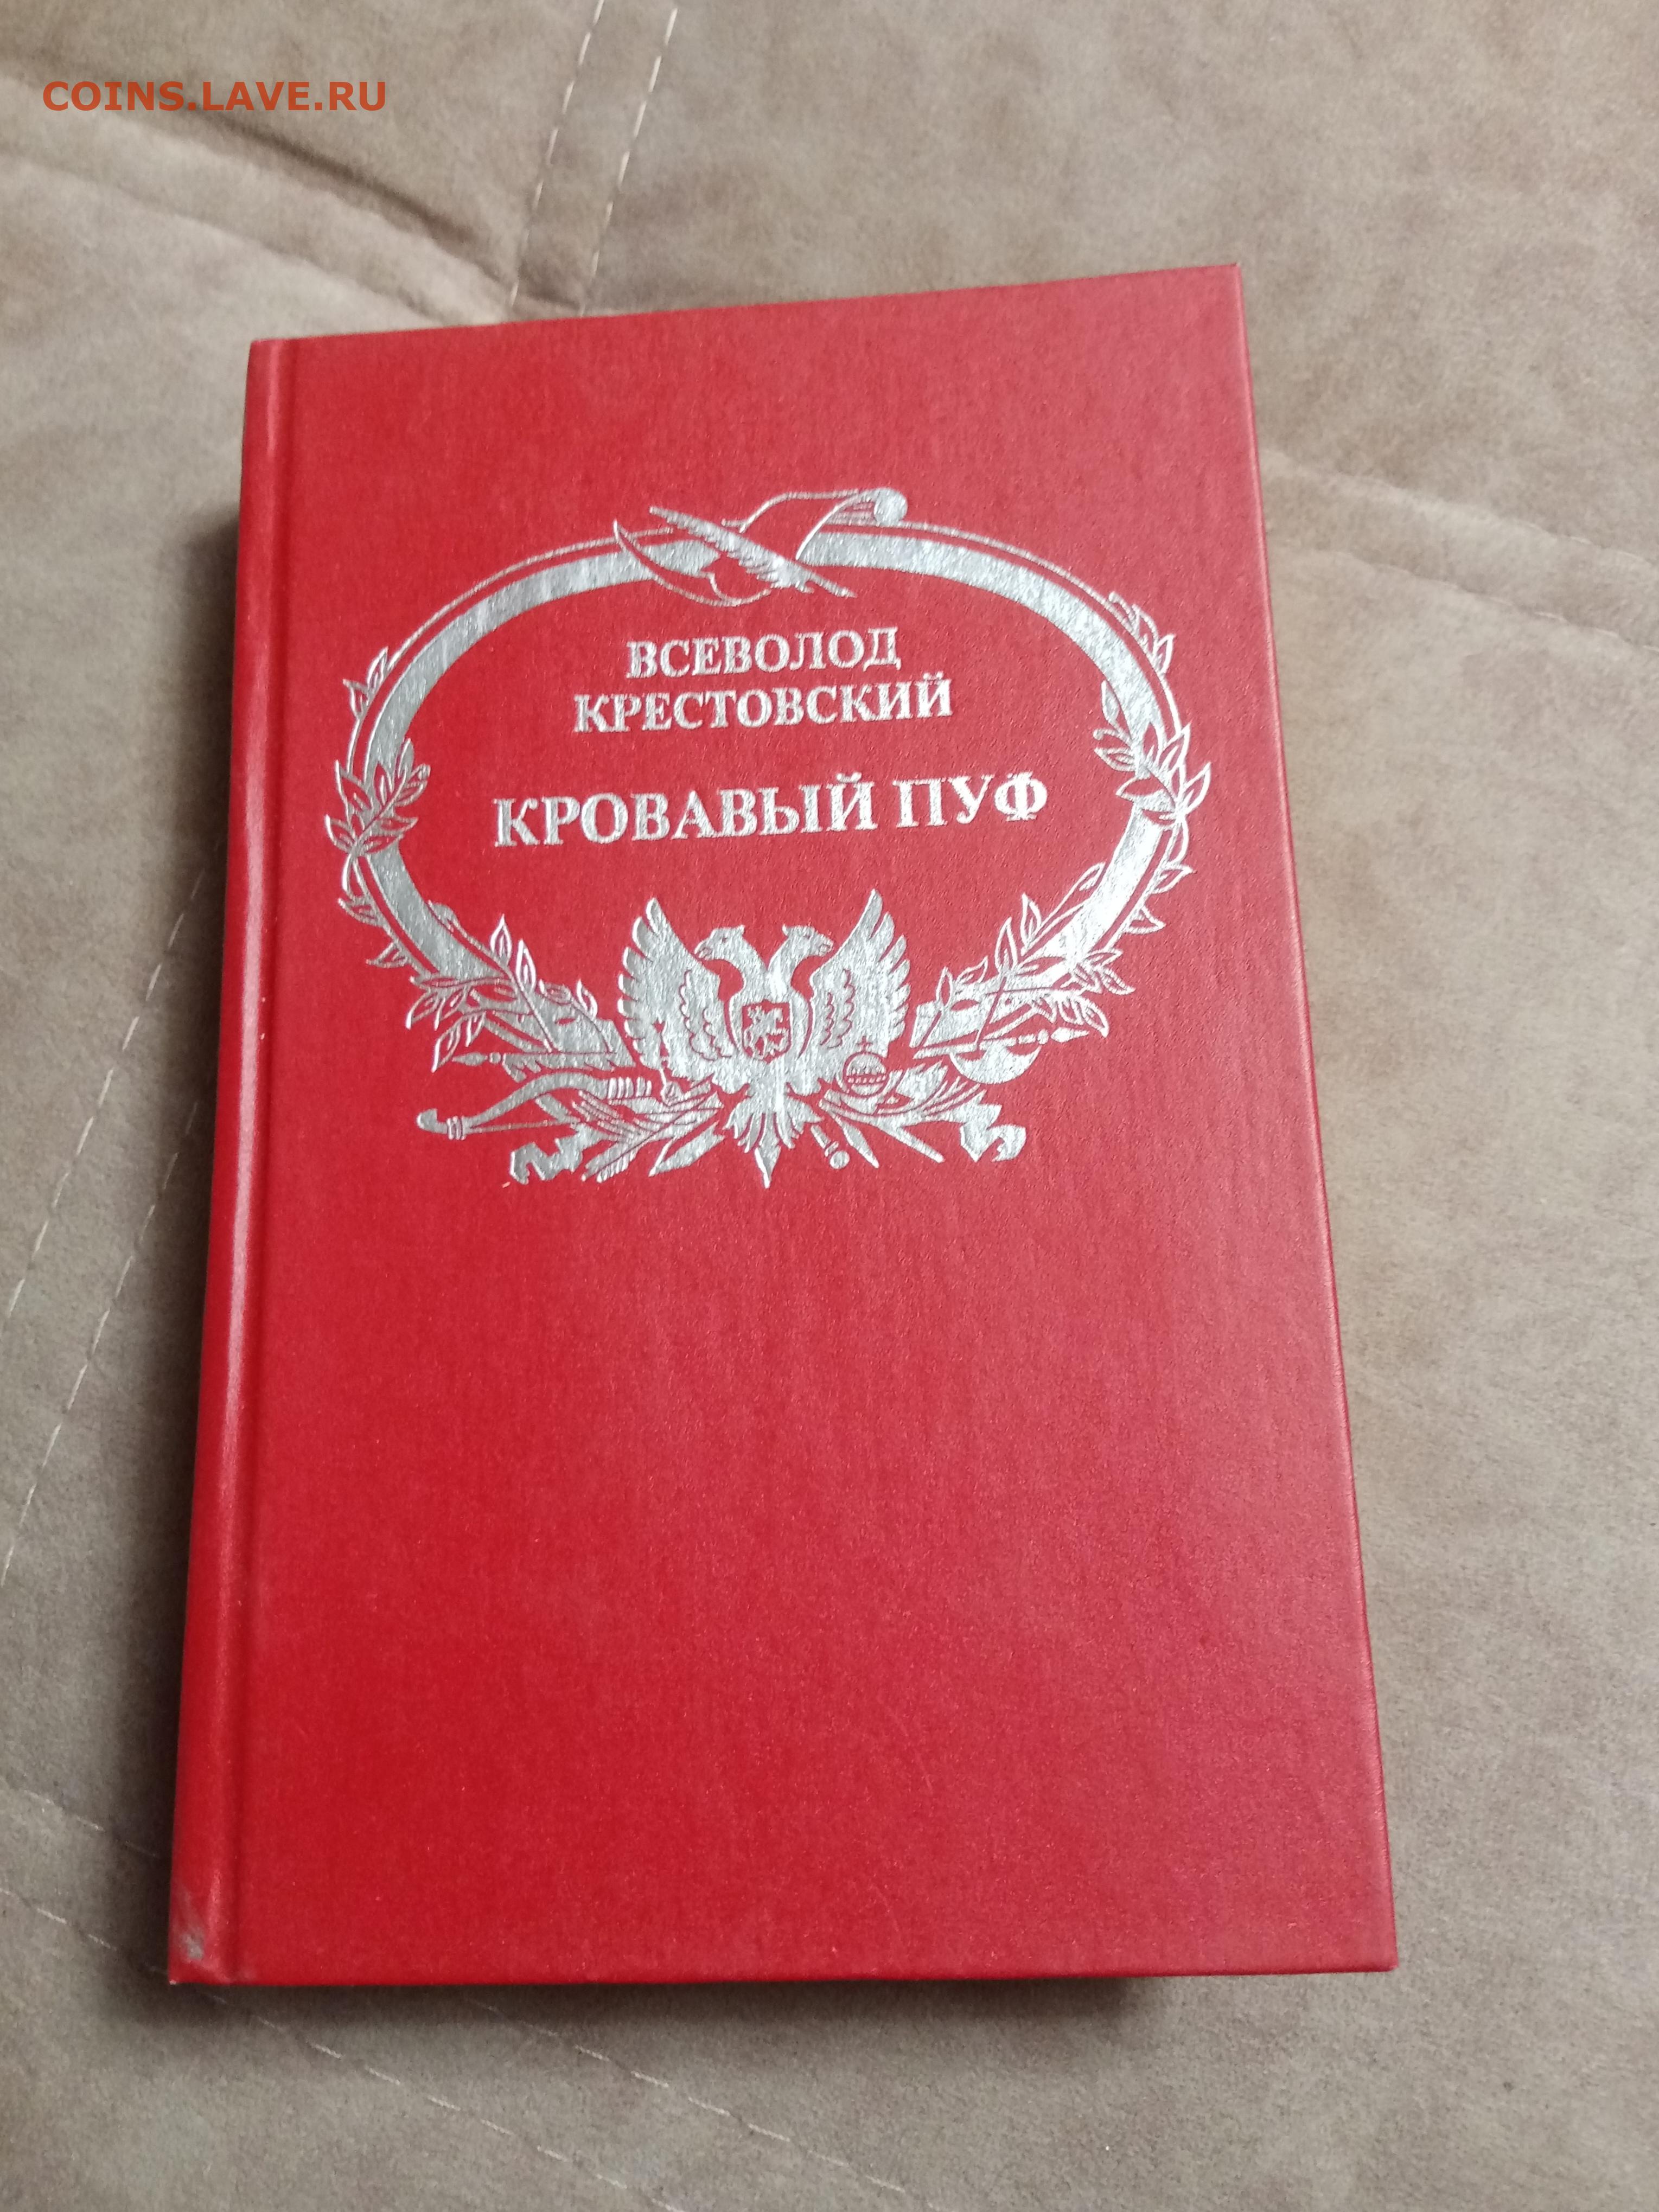 COINS.LAVE.RU
ВСЕВОЛОД
КРЕСТОВСКИЙ
КРОВАВЫЙ ПУФ